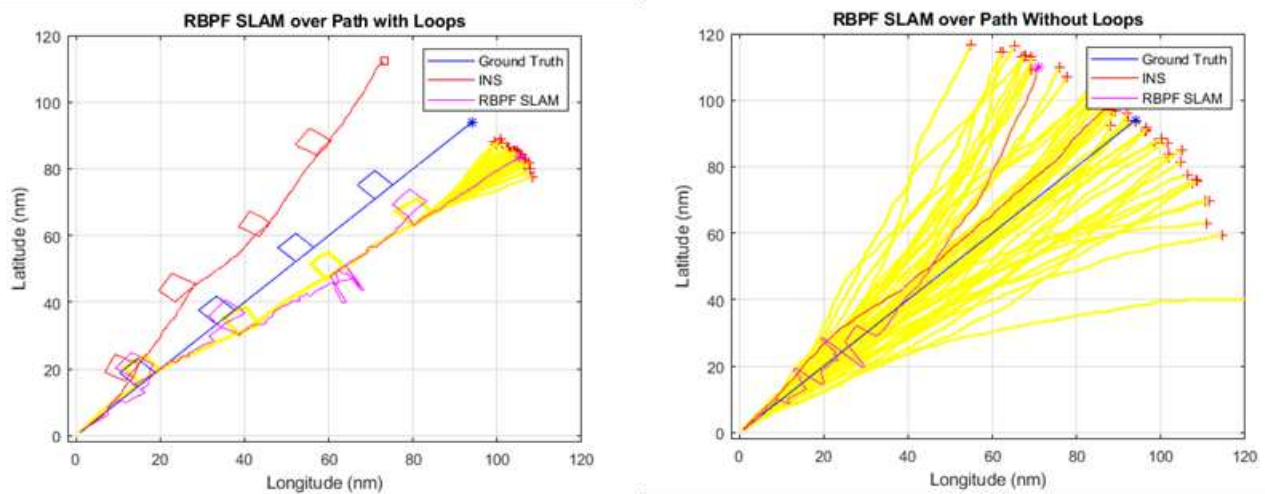 RBPF SLAM over Path with Loops
120
100
80
60
40
20
0
Latitude (nm)
Ground Truth
INS
RBPF SLAM
0 20 40 60 80 100 120
Longitude (nm)
RBPF SLAM over Path Without Loops
120
100
80
60
40
20
0
Latitude (nm)
Ground Truth
INS
RBPF SLAM
0 20 40 60 80 100 120
Longitude (nm)